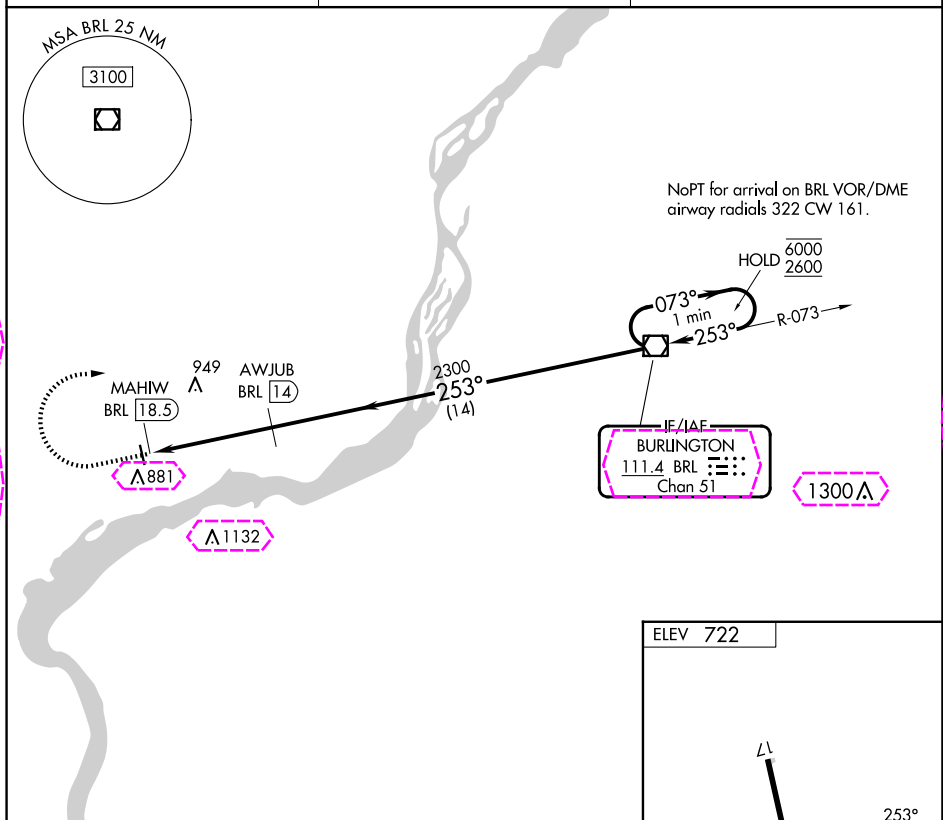 MSA BRL 25 NM
3100
NoPT for arrival on BRL VOR/DME
airway radials 322 CW 161.
HOLD 6000
2600
073°
1 min
253°
R-073
2300
253°
(14)
949
AWJUB
BRL 14
MAHIW
BRL 18.5
881
1132
IF/IAF
BURLINGTON
111.4 BRL
Chan 51
1300
ELEV 722
17
253°